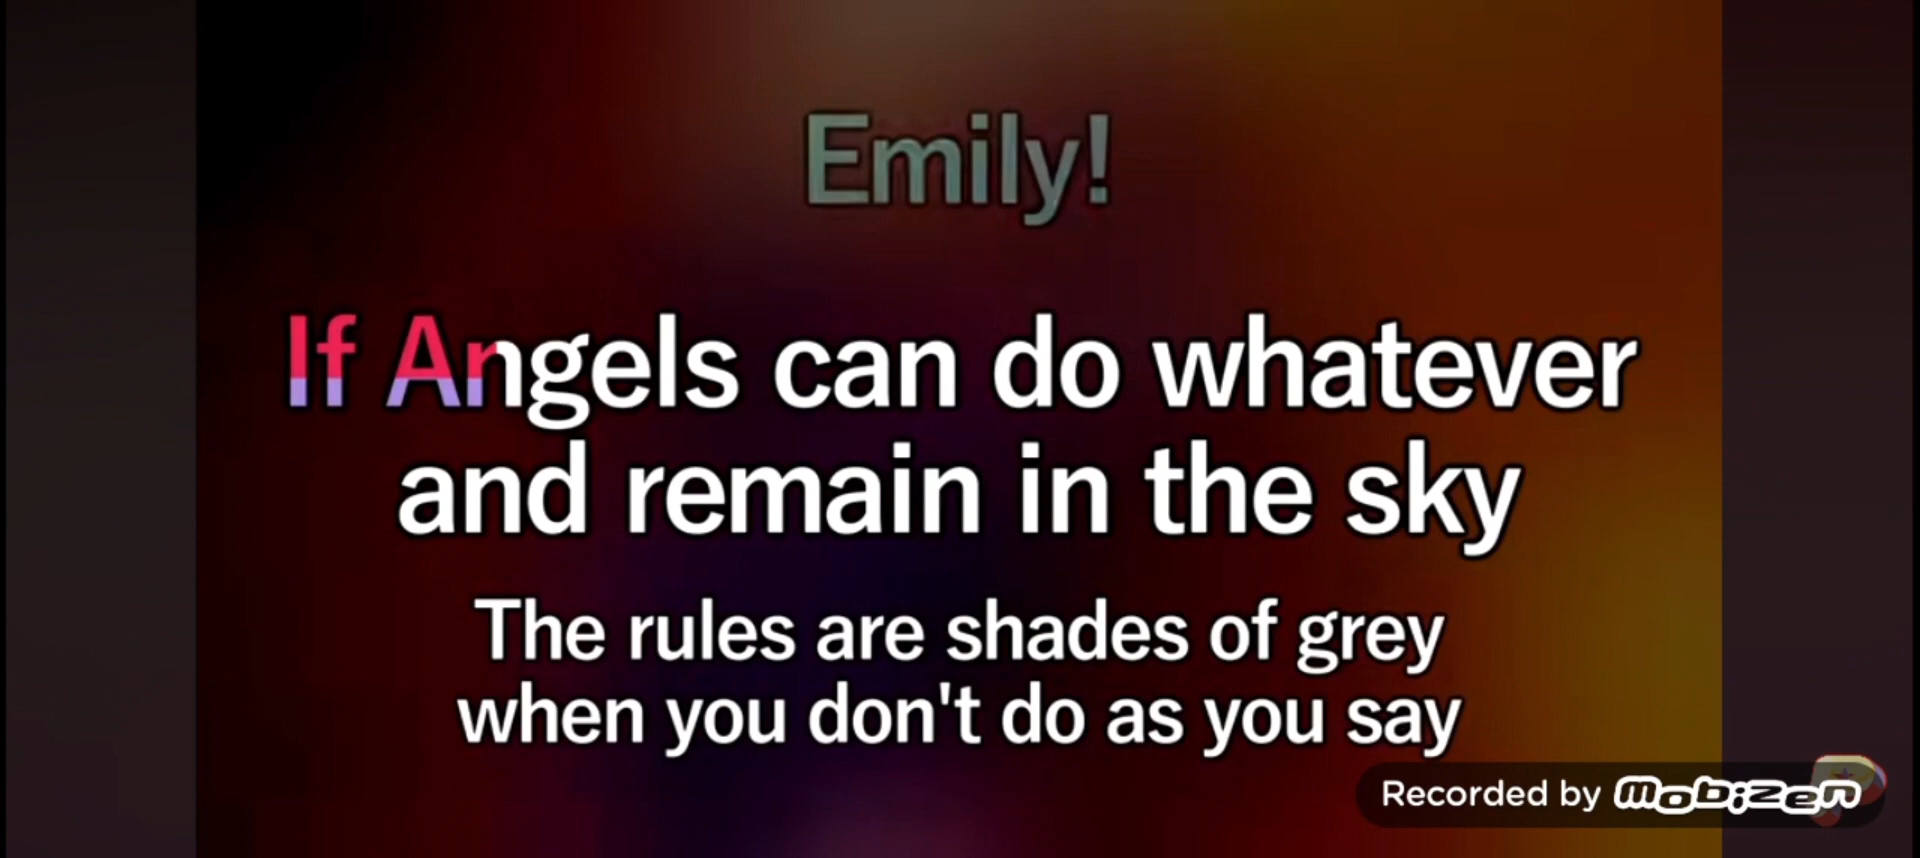 Emily!
If Angels can do whatever
and remain in the sky
The rules are shades of grey
when you don't do as you say
Recorded by mobizen